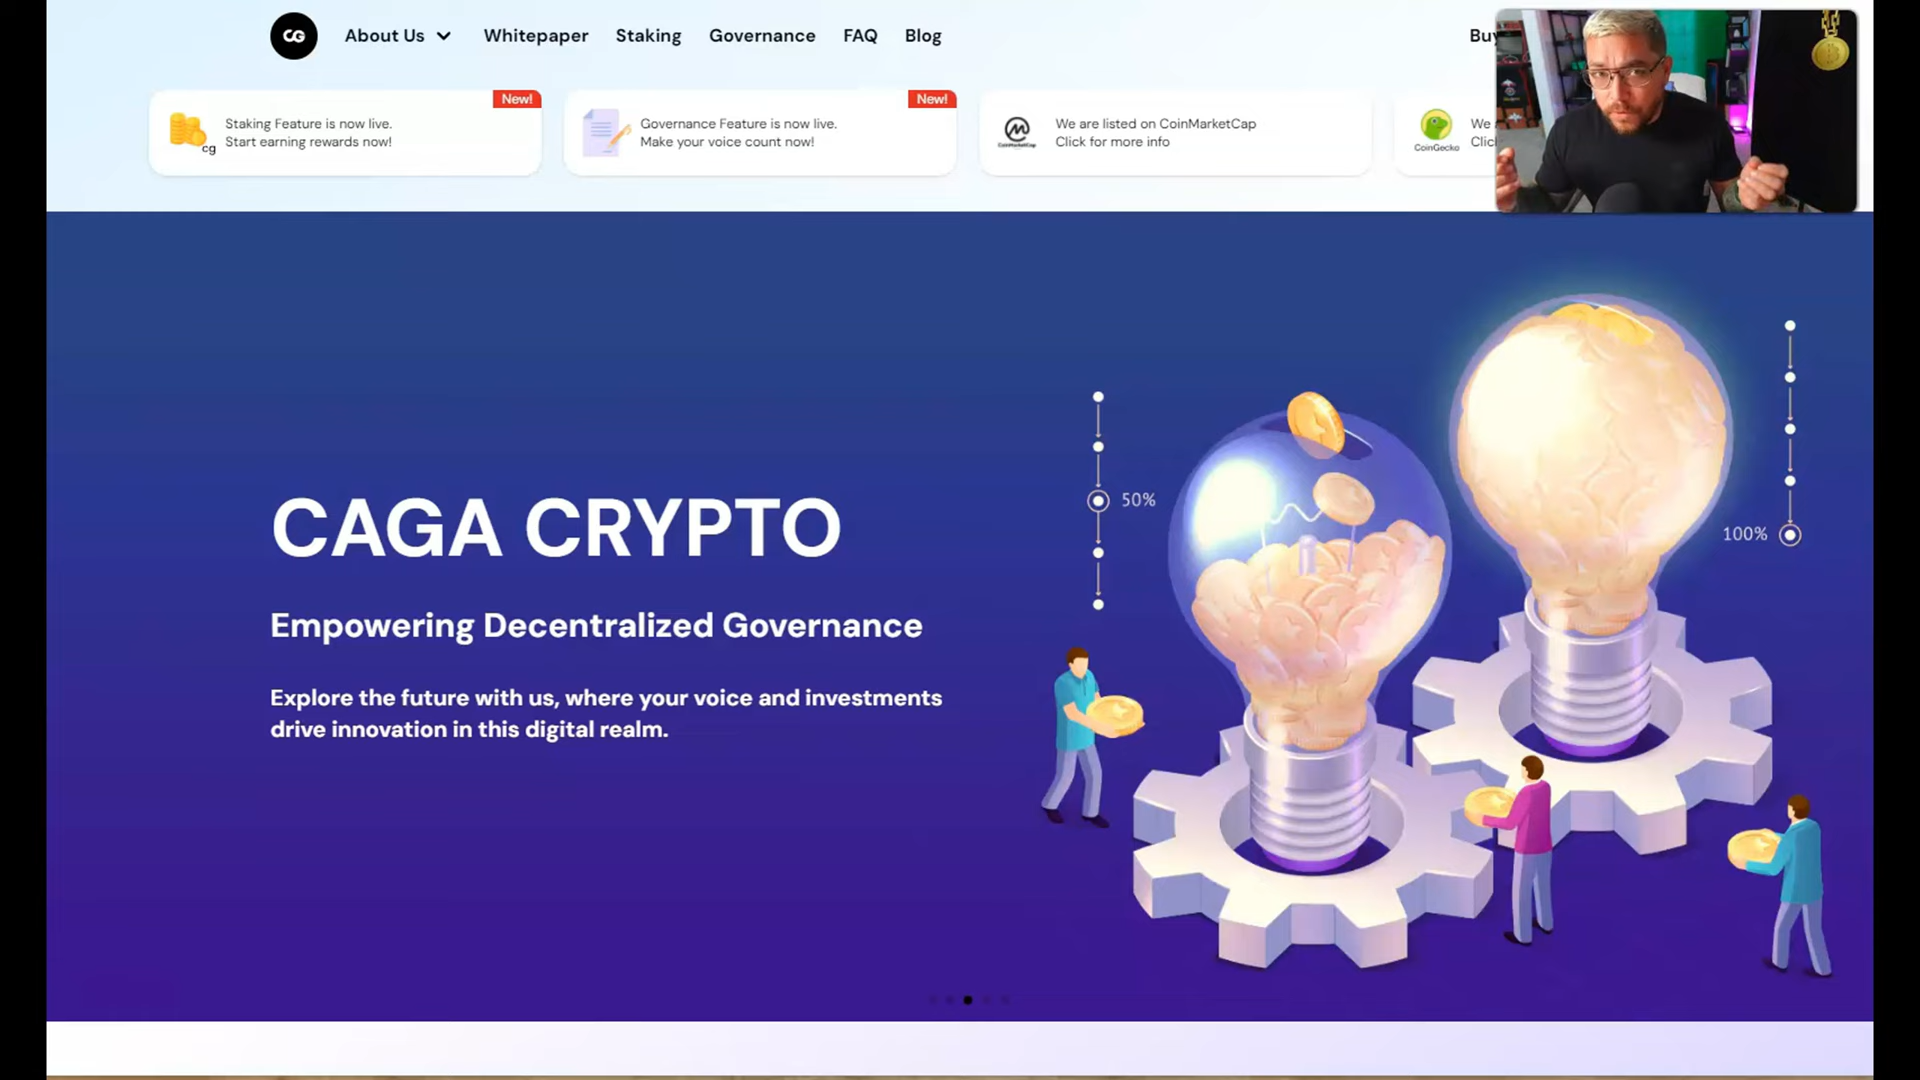 CG
About Us
Whitepaper
Staking
Governance
FAQ
Blog
Buy
New!
Staking Feature is now live.
Start earning rewards now!
cg
New!
Governance Feature is now live.
Make your voice count now!
CoinMarketCap
We are listed on CoinMarketCap
Click for more info
CoinGecko
We
CAGA CRYPTO
Empowering Decentralized Governance
Explore the future with us, where your voice and investments
drive innovation in this digital realm.
50%
100%